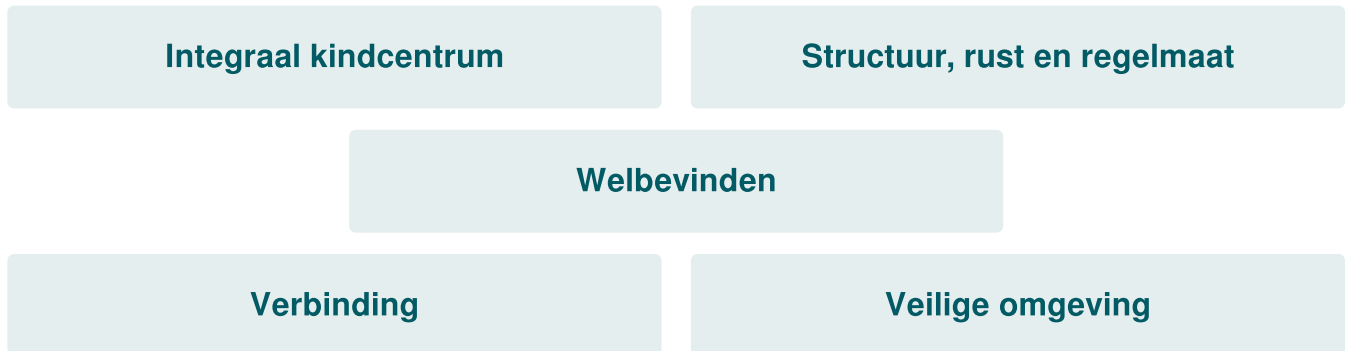 Integraal kindcentrum
Structuur, rust en regelmaat
Welbevinden
Verbinding
Veilige omgeving